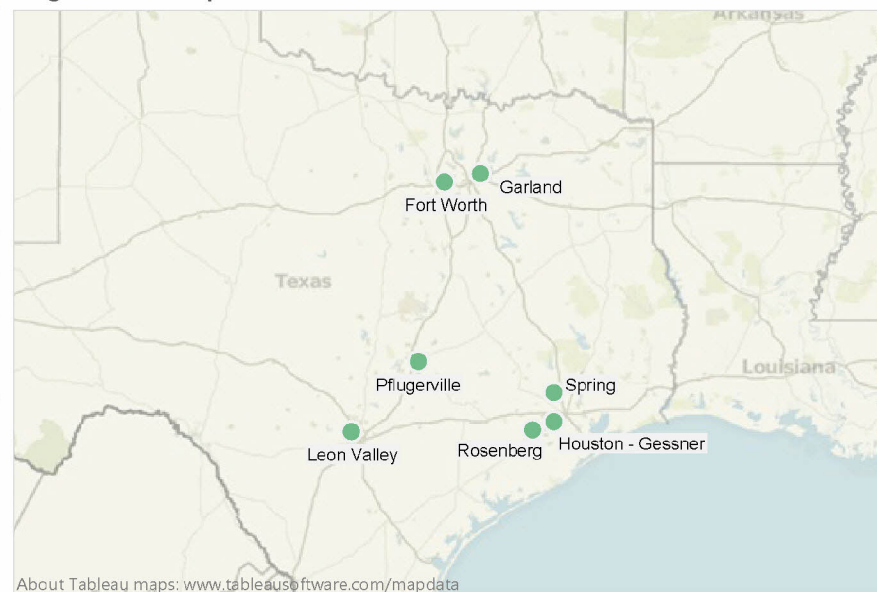 Arkansas
Garland
Fort Worth
Texas
Pflugerville
Spring
Louisiana
Leon Valley
Rosenberg
Houston - Gessner
About Tableau maps: www.tableausoftware.com/mapdata